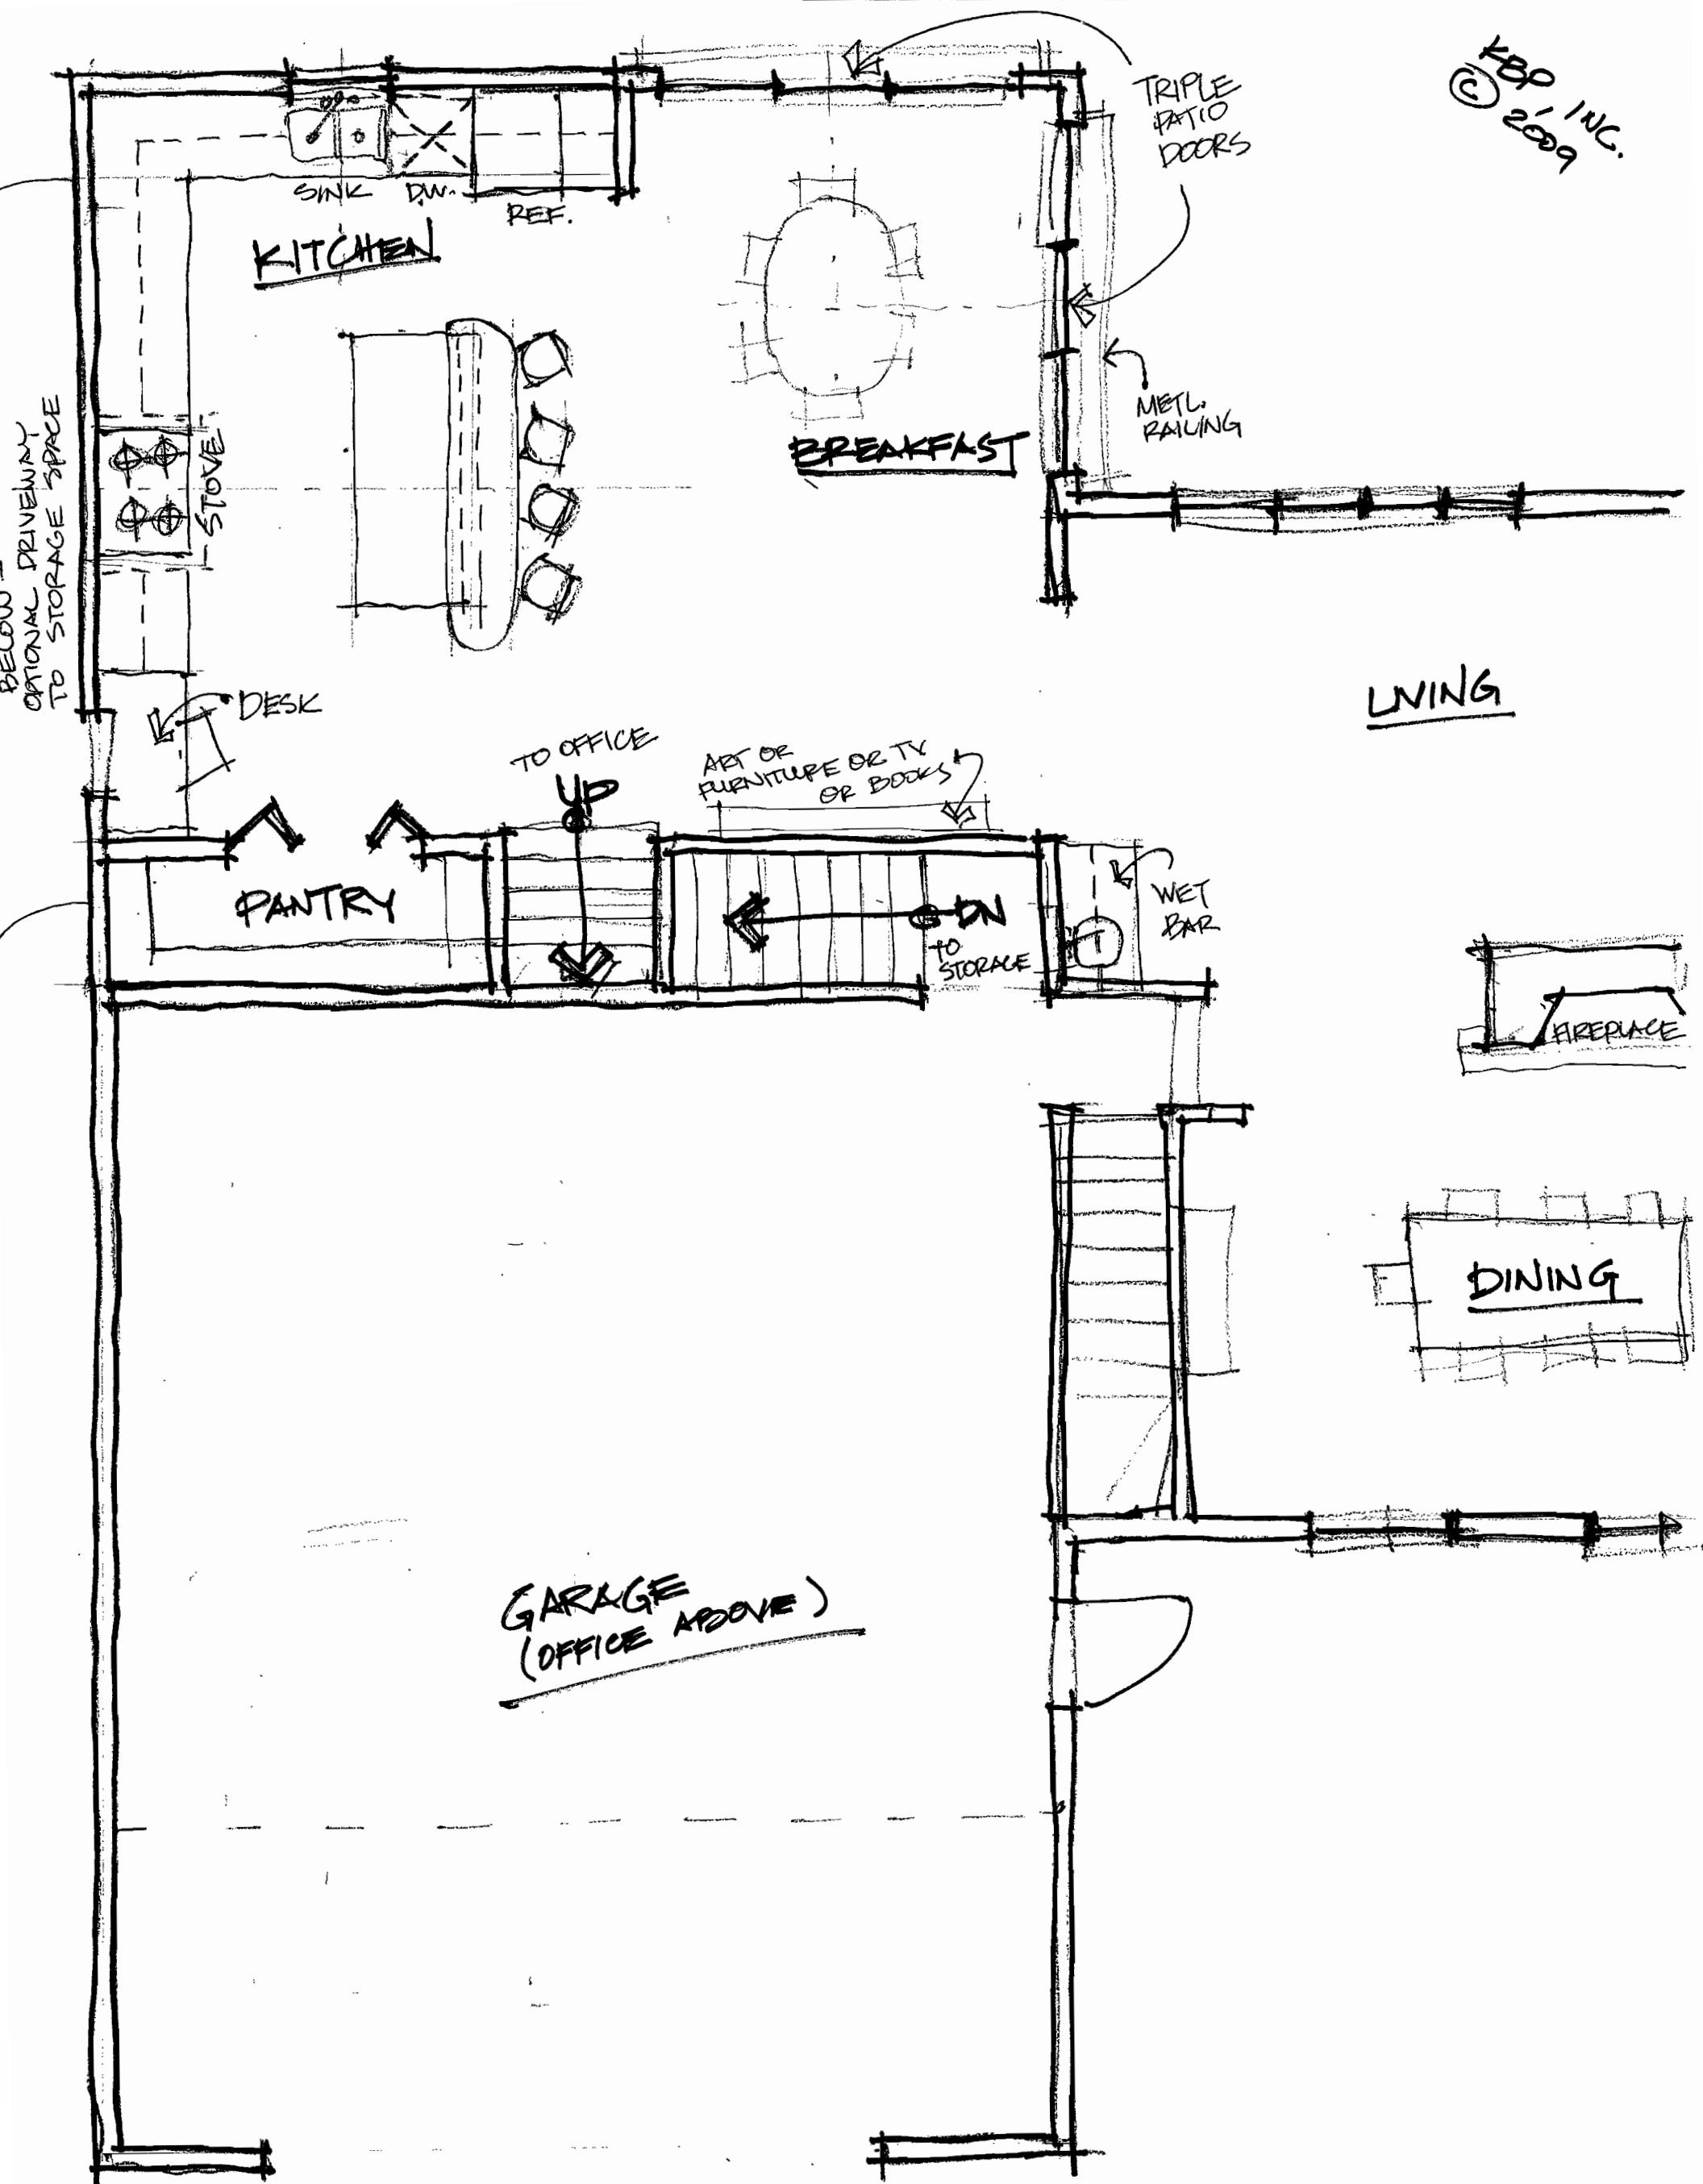 KBP, INC.
© 2009
TRIPLE
PATIO
DOORS
SINK
D.W.
REF.
KITCHEN
METL.
RAILING
BREAKFAST
STOVE
BELOW -
OPTIONAL DRIVEWAY
TO STORAGE SPACE
LIVING
DESK
TO OFFICE
UP
ART OR
FURNITURE OR TV
OR BOOKS
PANTRY
DN
TO
STORAGE
WET
BAR
FIREPLACE
DINING
GARAGE
(OFFICE ABOVE)